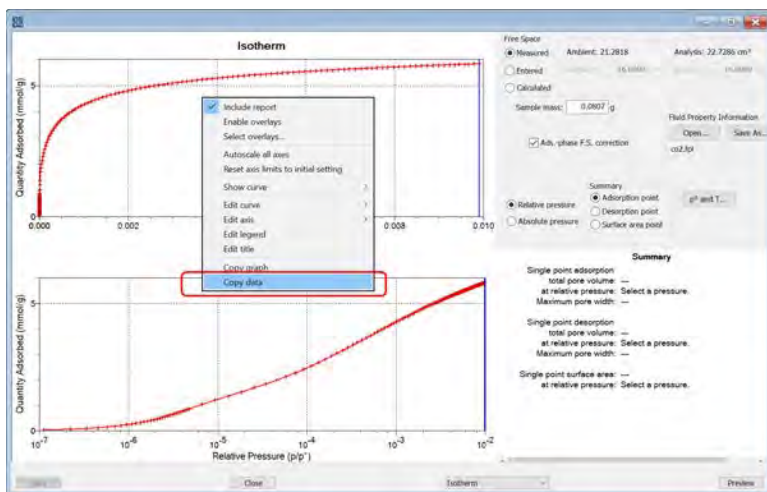 Isotherm
Quantity Adsorbed (mmol/g)
5
0
0.000
0.002
0.008
0.010
Include report
Enable overlays
Select overlays...
Autoscale all axes
Reset axis limits to initial setting
Show curve
Edit curve
Edit axis
Edit legend
Edit title
Copy graph
Copy data
Quantity Adsorbed (mmol/g)
5
0
10-7
10-6
10-5
10-4
10-3
10-2
Relative Pressure (p/p°)
Free Space
Measured Ambient: 21.2818 Analysis: 22.7286 cm³
Entered
Calculated
Sample mass: 0.0807 g
Ads.-phase F.S. correction
Fluid Property Information
Open... Save As...
co2.fpl
Relative pressure
Absolute pressure
Summary
Adsorption point
Desorption point
Surface area point
p° and T...
Summary
Single point adsorption
total pore volume: ---
at relative pressure: Select a pressure.
Maximum pore width: ---
Single point desorption
total pore volume: ---
at relative pressure: Select a pressure.
Maximum pore width: ---
Single point surface area: ---
at relative pressure: Select a pressure.
Close
Isotherm
Preview